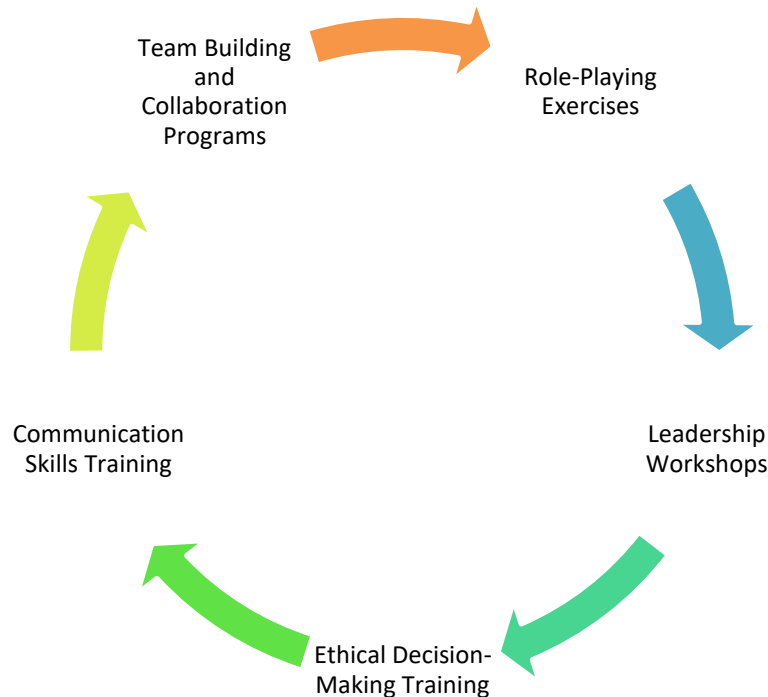 Team Building
and
Collaboration
Programs
Role-Playing
Exercises
Leadership
Workshops
Ethical Decision-
Making Training
Communication
Skills Training